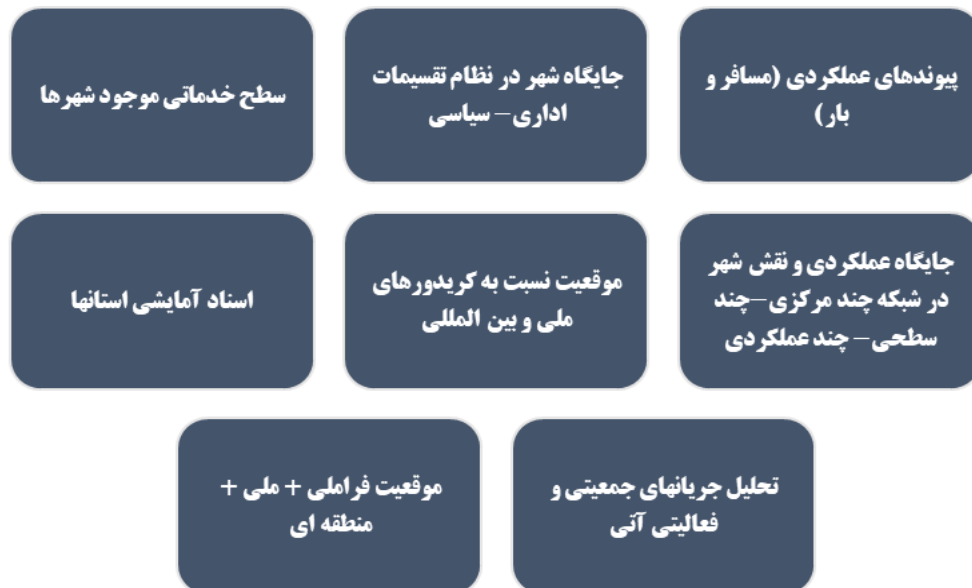 پیوندهای عملکردی (مسافر و
بار)
جایگاه شهر در نظام تقسیمات
اداری– سیاسی
سطح خدماتی موجود شهرها
جایگاه عملکردی و نقش شهر
در شبکه چند مرکزی–چند
سطحی– چند عملکردی
موقعیت نسبت به کریدورهای
ملی و بین المللی
اسناد آمایشی استانها
تحلیل جریانهای جمعیتی و
فعالیتی آتی
موقعیت فراملی + ملی +
منطقه ای